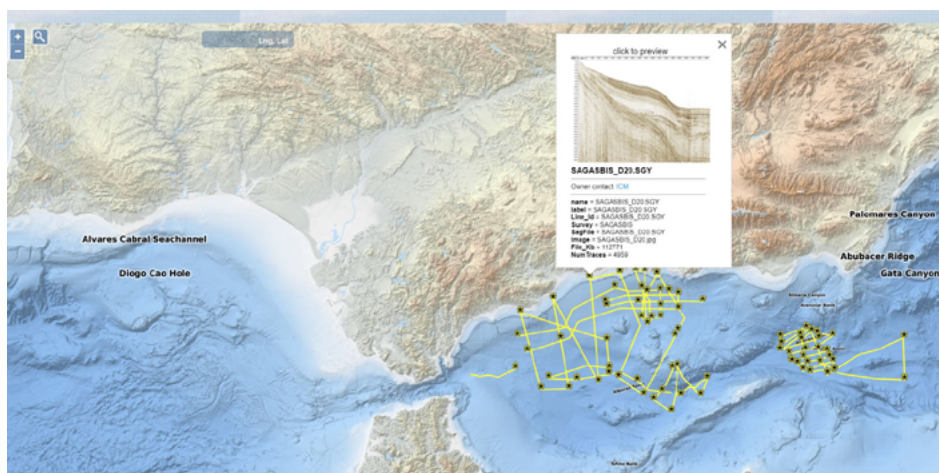 +
−
Lng, Lat
click to preview
SAGASBIS_D20.SGY
Owner contact: ICM
name = SAGASBIS_D20.SGY
label = SAGASBIS_D20.SGY
Line_Id = SAGASBIS_D20.SGY
Survey = SAGASBIS
SegFile = SAGASBIS_D20.SGY
Image = SAGASBIS_D20.jpg
File_Kb = 112771
NumTraces = 4959
Palomares Canyon
Alvares Cabral Seachannel
Abubacer Ridge
Diogo Cao Hole
Gata Canyon
Almeria Canyon